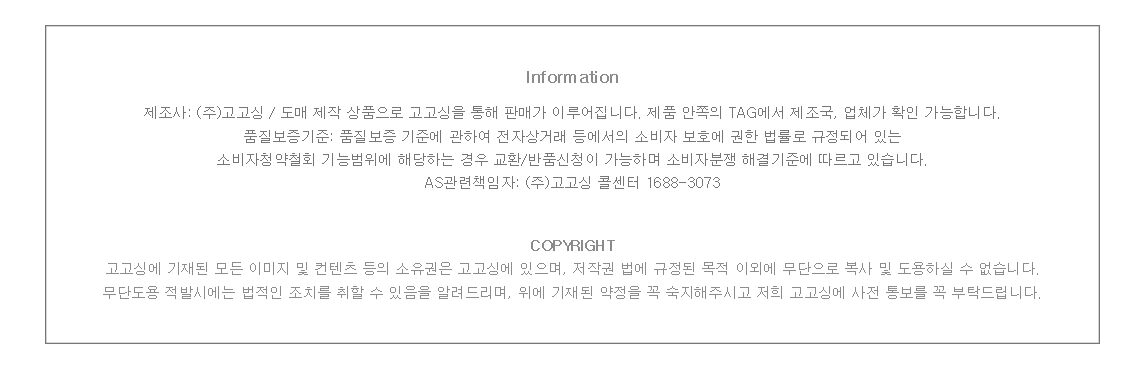 Information
제조사: (주)고고싱 / 도매 제작 상품으로 고고싱을 통해 판매가 이루어집니다. 제품 안쪽의 TAG에서 제조국, 업체가 확인 가능합니다.
품질보증기준: 품질보증 기준에 관하여 전자상거래 등에서의 소비자 보호에 권한 법률로 규정되어 있는
소비자청약철회 기능범위에 해당하는 경우 교환/반품신청이 가능하며 소비자분쟁 해결기준에 따르고 있습니다.
AS관련책임자: (주)고고싱 콜센터 1688-3073
COPYRIGHT
고고싱에 기재된 모든 이미지 및 컨텐츠 등의 소유권은 고고싱에 있으며, 저작권 법에 규정된 목적 이외에 무단으로 복사 및 도용하실 수 없습니다.
무단도용 적발시에는 법적인 조치를 취할 수 있음을 알려드리며, 위에 기재된 약정을 꼭 숙지해주시고 저희 고고싱에 사전 통보를 꼭 부탁드립니다.